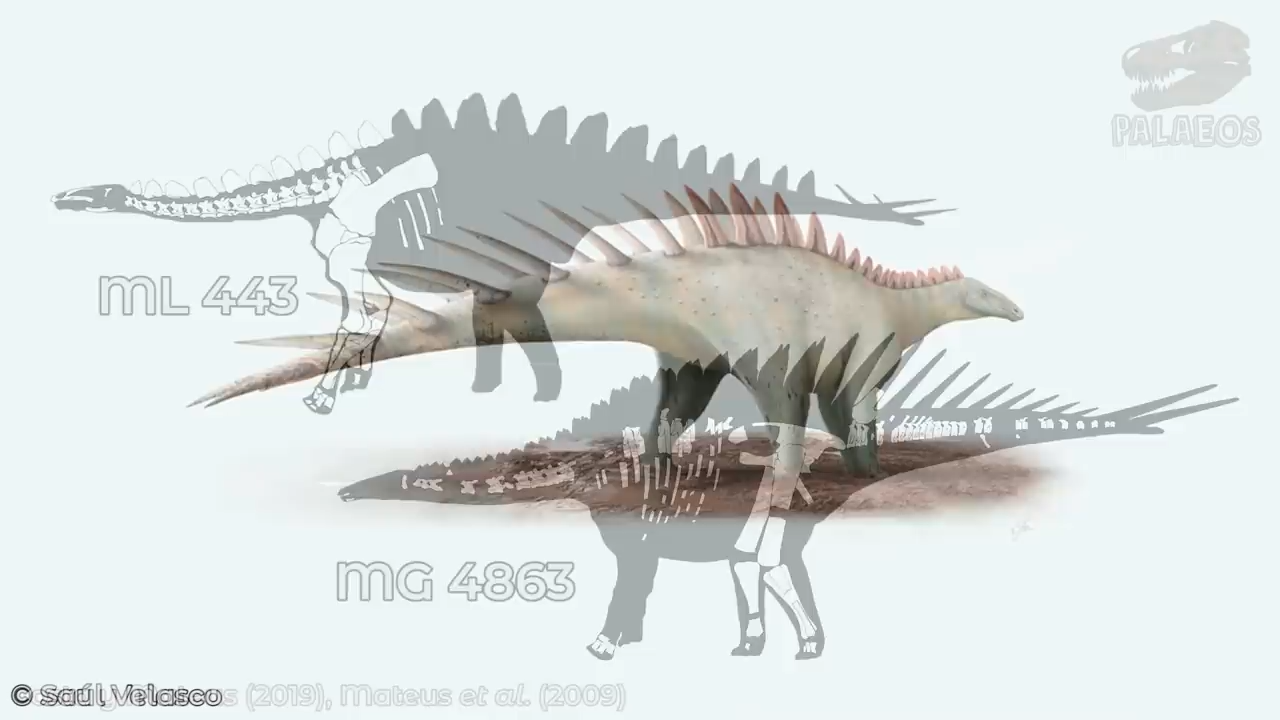 PALAEOS
ML 443
MG 4863
© Saúl Velasco
(2019), Mateus et al. (2009)